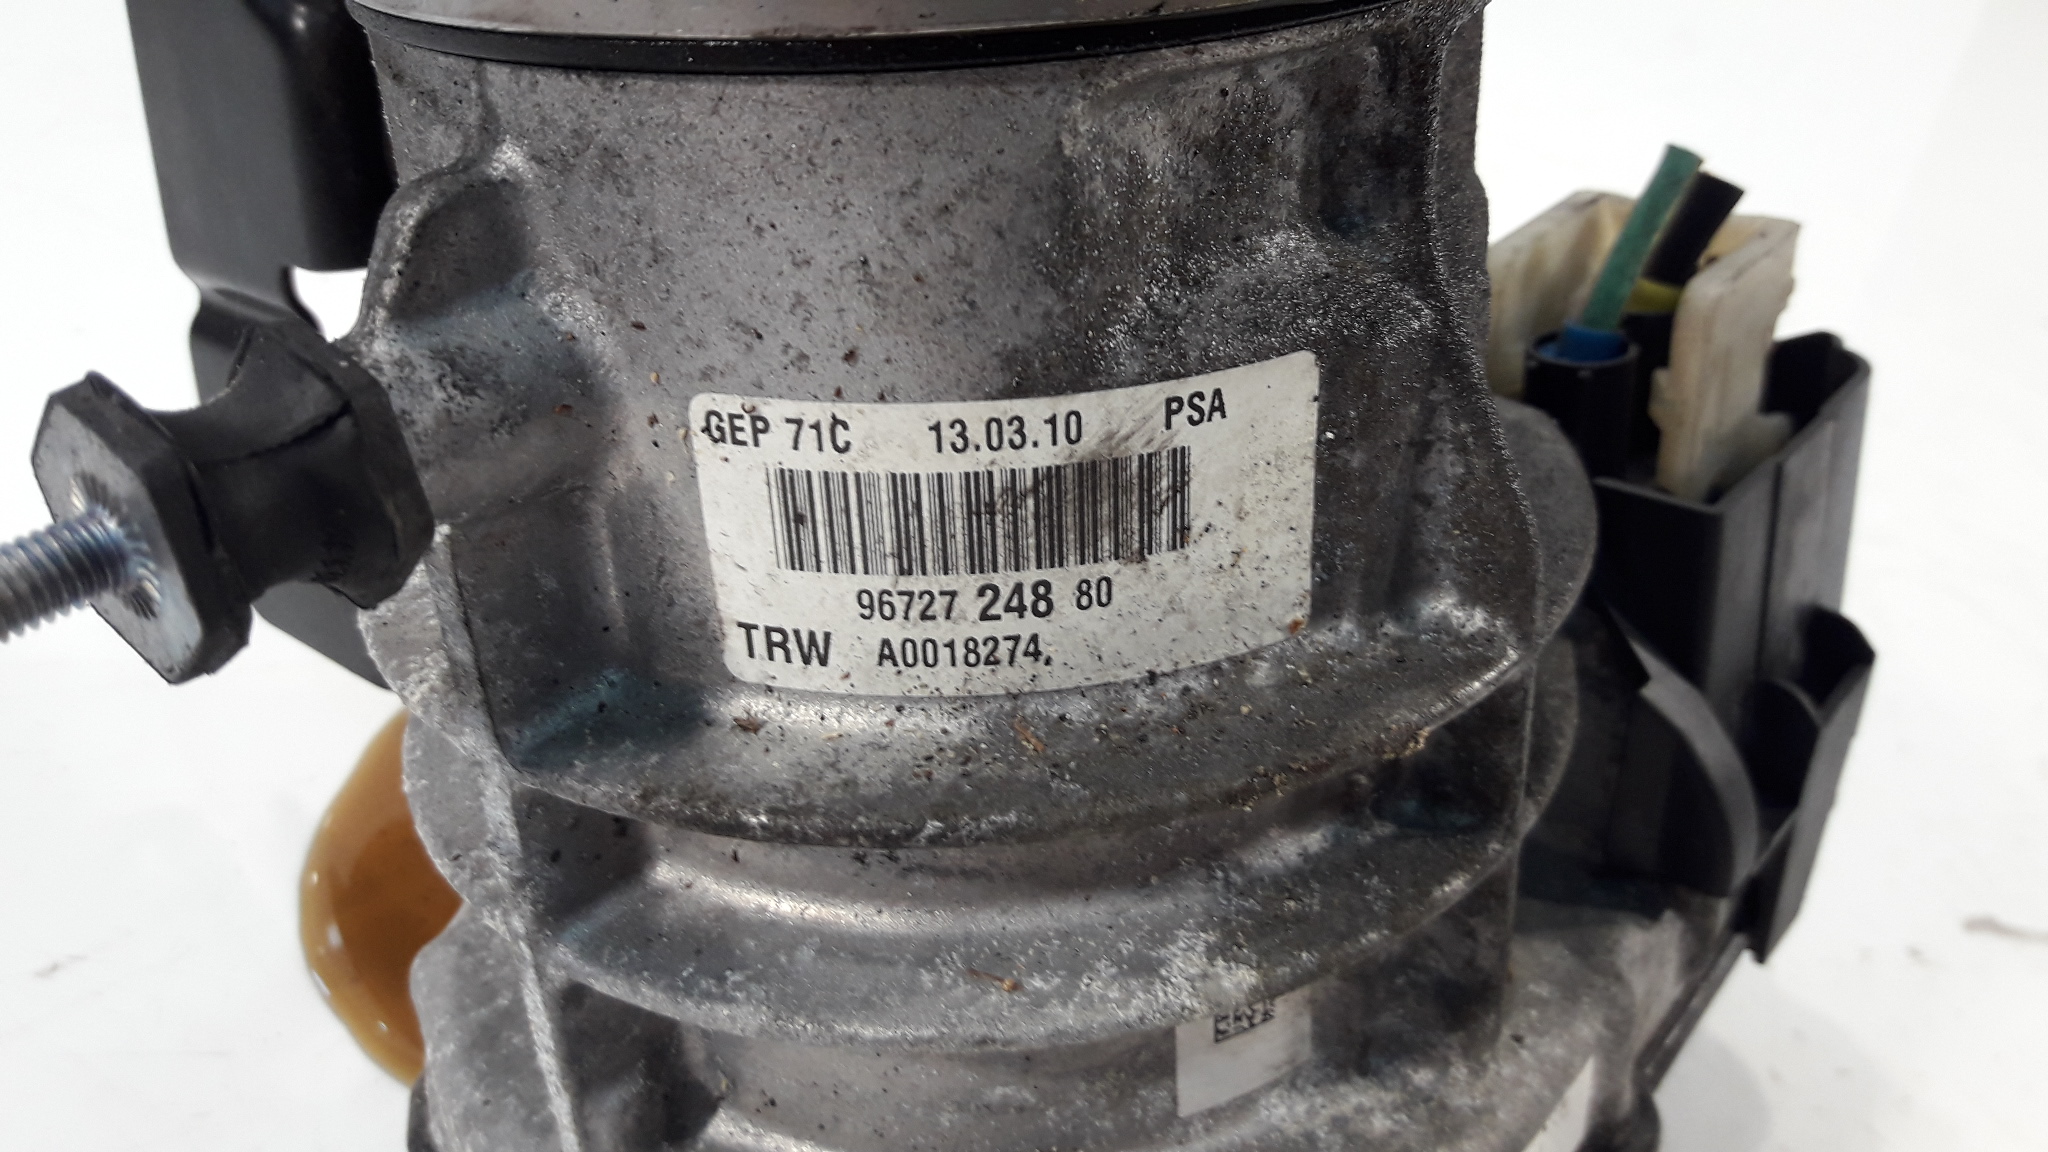 GEP 71C 13.03.10 PSA
96727 248 80
TRW A0018274.